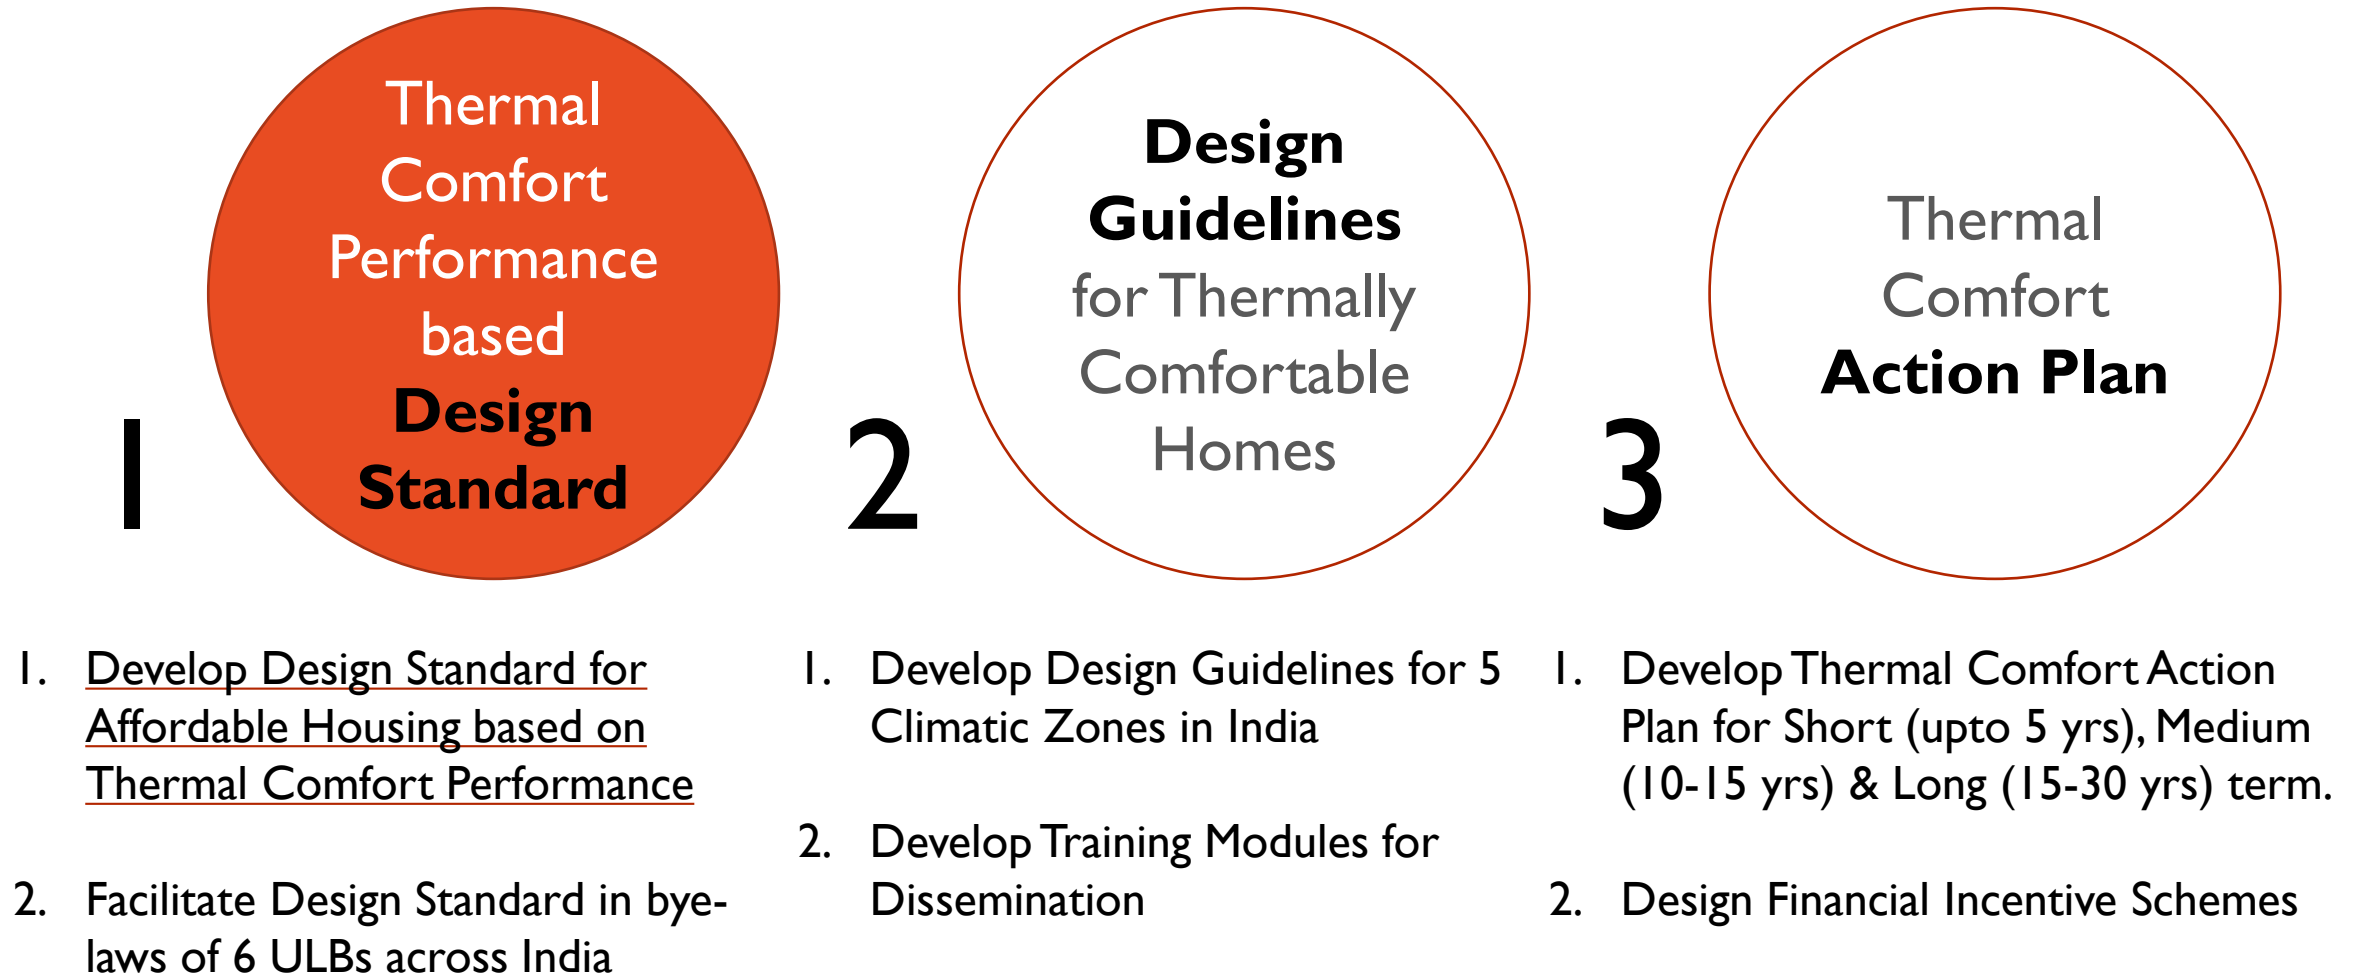 1
Thermal
Comfort
Performance
based
Design
Standard
1. Develop Design Standard for
Affordable Housing based on
Thermal Comfort Performance
2. Facilitate Design Standard in bye-
laws of 6 ULBs across India
2
Design
Guidelines
for Thermally
Comfortable
Homes
1. Develop Design Guidelines for 5
Climatic Zones in India
2. Develop Training Modules for
Dissemination
3
Thermal
Comfort
Action Plan
1. Develop Thermal Comfort Action
Plan for Short (upto 5 yrs), Medium
(10-15 yrs) & Long (15-30 yrs) term.
2. Design Financial Incentive Schemes